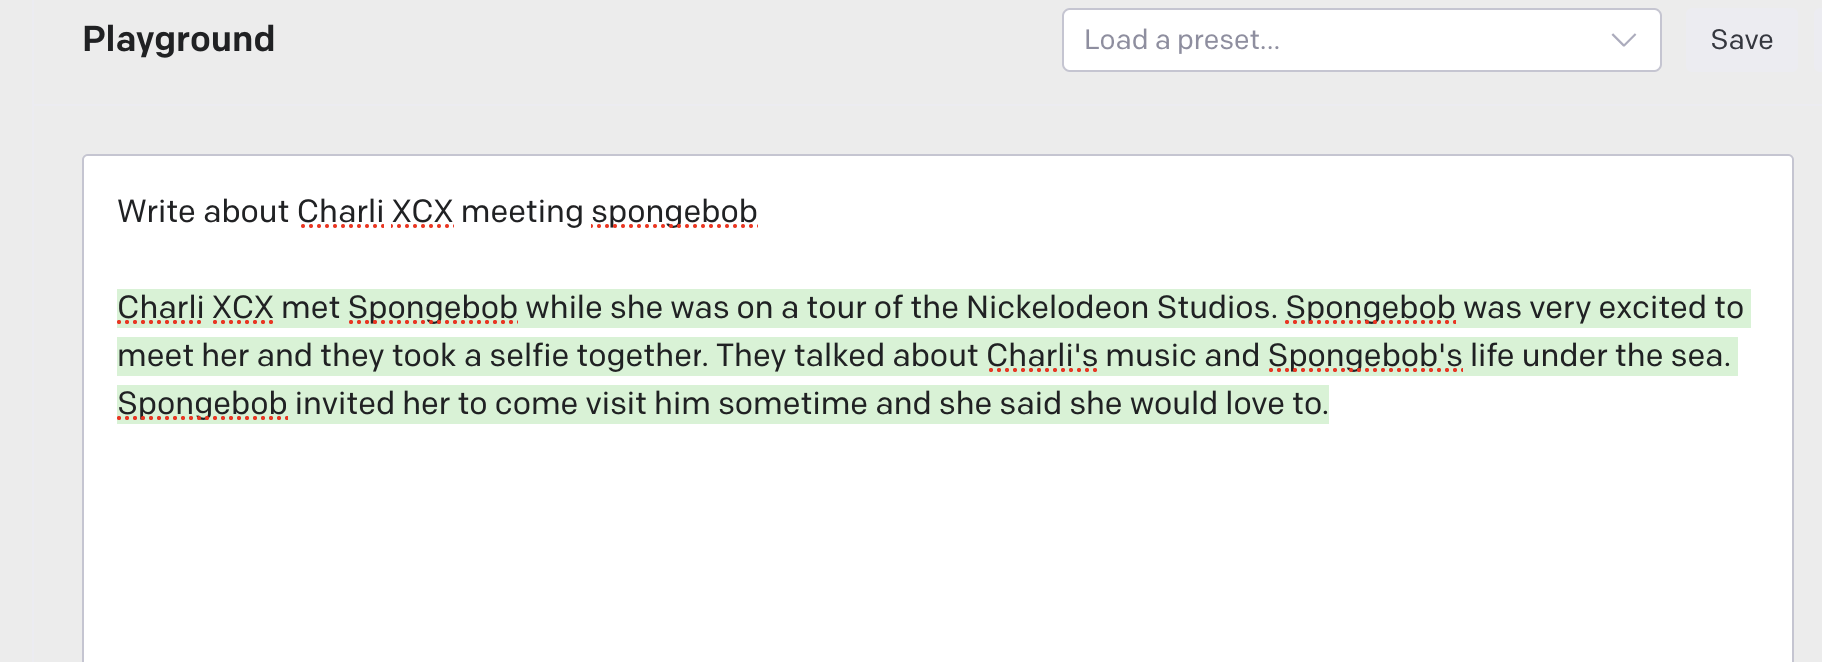 Playground
Load a preset...
Save
Write about Charli XCX meeting spongebob
Charli XCX met Spongebob while she was on a tour of the Nickelodeon Studios. Spongebob was very excited to
meet her and they took a selfie together. They talked about Charli's music and Spongebob's life under the sea.
Spongebob invited her to come visit him sometime and she said she would love to.